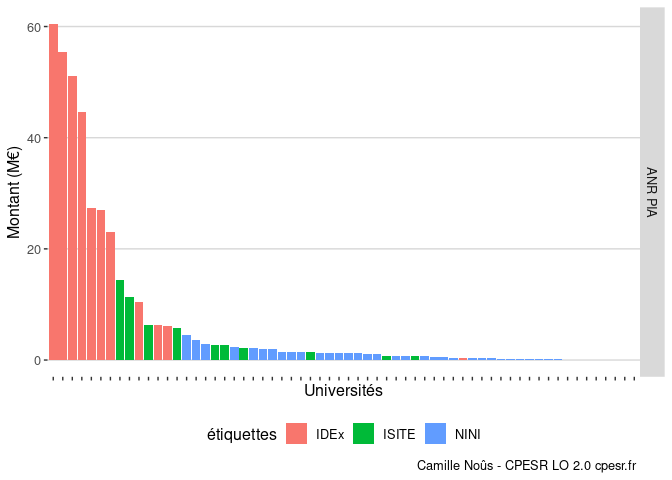 60
40
20
0
Montant (M€)
ANR PIA
Universités
étiquettes IDEx ISITE NINI
Camille Noûs - CPESR LO 2.0 cpesr.fr